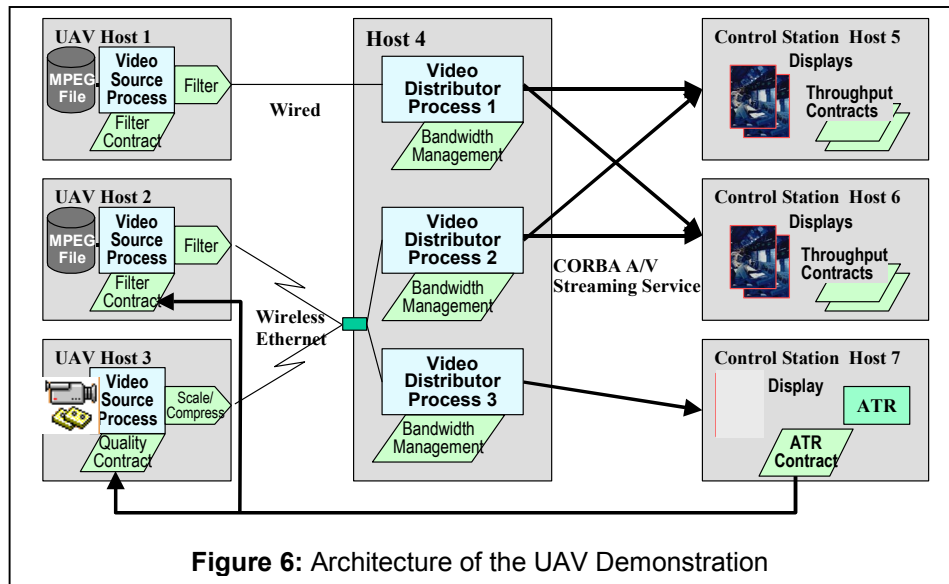 UAV Host 1
MPEG
File
Video
Source
Process
Filter
Filter
Contract
Wired
UAV Host 2
MPEG
File
Video
Source
Process
Filter
Filter
Contract
Wireless
Ethernet
UAV Host 3
Video
Source
Process
Scale/
Compress
Quality
Contract
Host 4
Video
Distributor
Process 1
Bandwidth
Management
Video
Distributor
Process 2
Bandwidth
Management
Video
Distributor
Process 3
Bandwidth
Management
CORBA A/V
Streaming Service
Control Station Host 5
Displays
Throughput
Contracts
Control Station Host 6
Displays
Throughput
Contracts
Control Station Host 7
Display
ATR
ATR
Contract
Figure 6: Architecture of the UAV Demonstration